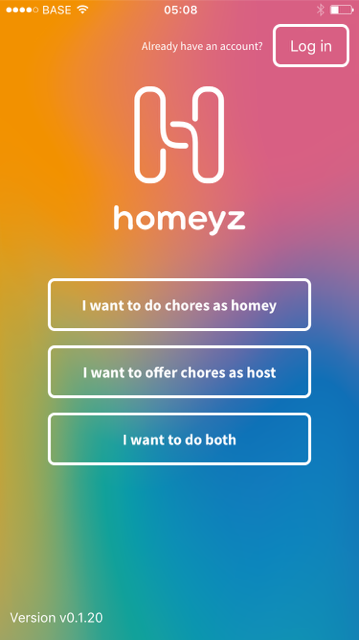 BASE 05:08
Already have an account? Log in
homeyz
I want to do chores as homey
I want to offer chores as host
I want to do both
Version v0.1.20